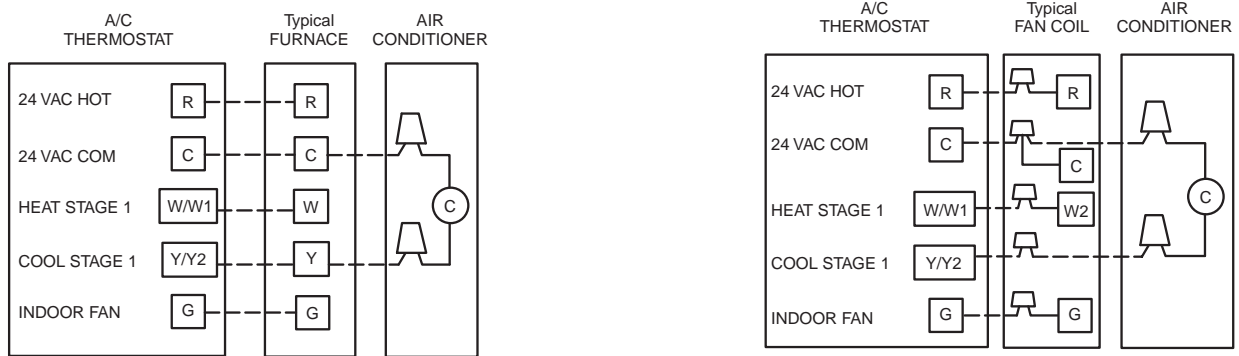 A/C
THERMOSTAT
Typical
FURNACE
AIR
CONDITIONER
24 VAC HOT R R
24 VAC COM C C
HEAT STAGE 1 W/W1 W
C
COOL STAGE 1 Y/Y2 Y
INDOOR FAN G G
A/C
THERMOSTAT
Typical
FAN COIL
AIR
CONDITIONER
24 VAC HOT R R
24 VAC COM C
C
HEAT STAGE 1 W/W1 W2
C
COOL STAGE 1 Y/Y2
INDOOR FAN G G